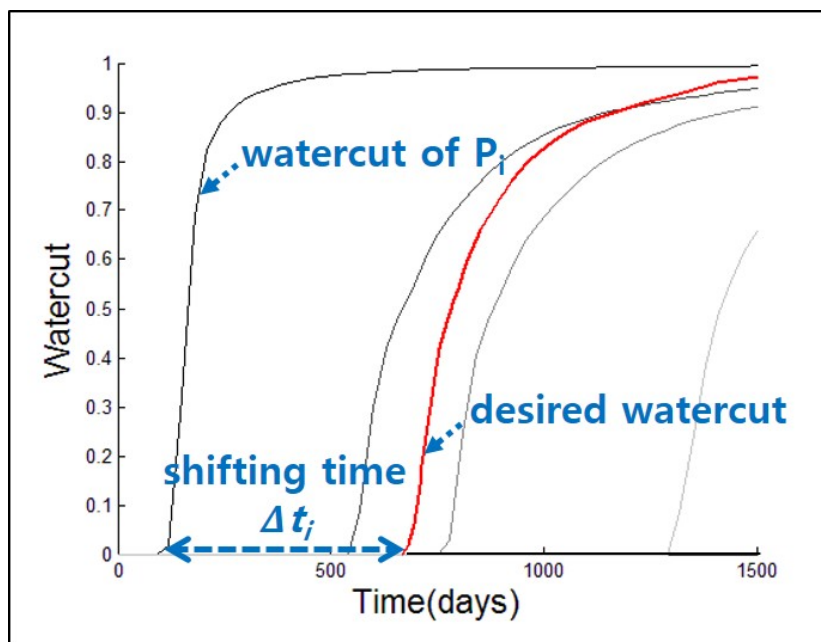 1
0.9
watercut of Pi
0.8
0.7
0.6
Watercut
0.5
0.4
0.3
desired watercut
0.2
shifting time
0.1
Δti
0
0 500 1000 1500
Time(days)